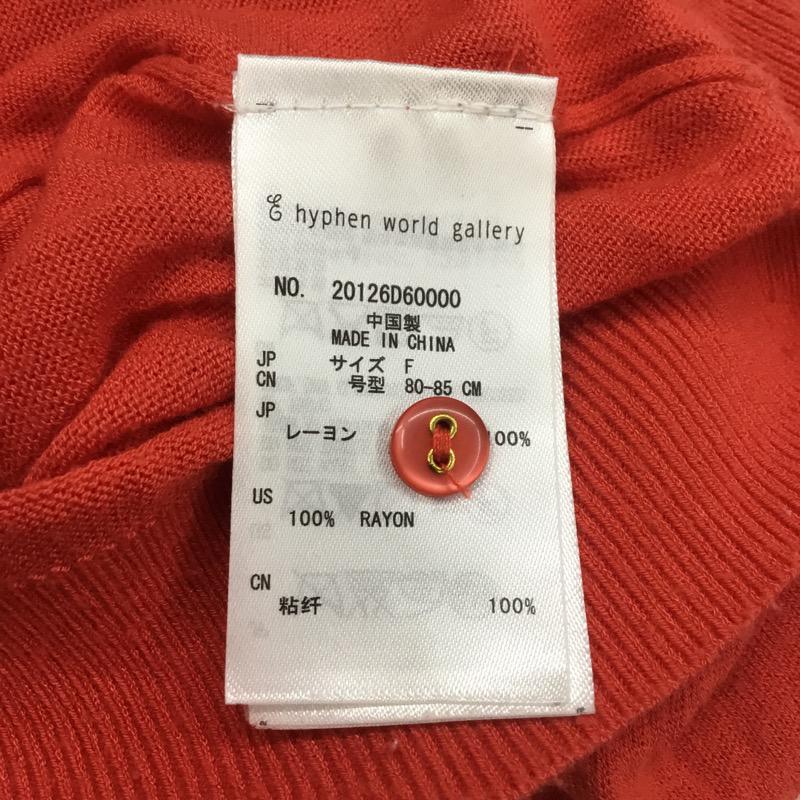 E hyphen world gallery
NO. 20126D60000
中国製
MADE IN CHINA
JP サイズ F
CN 号型 80-85 CM
JP
レーヨン 100%
US
100% RAYON
CN
粘纤 100%